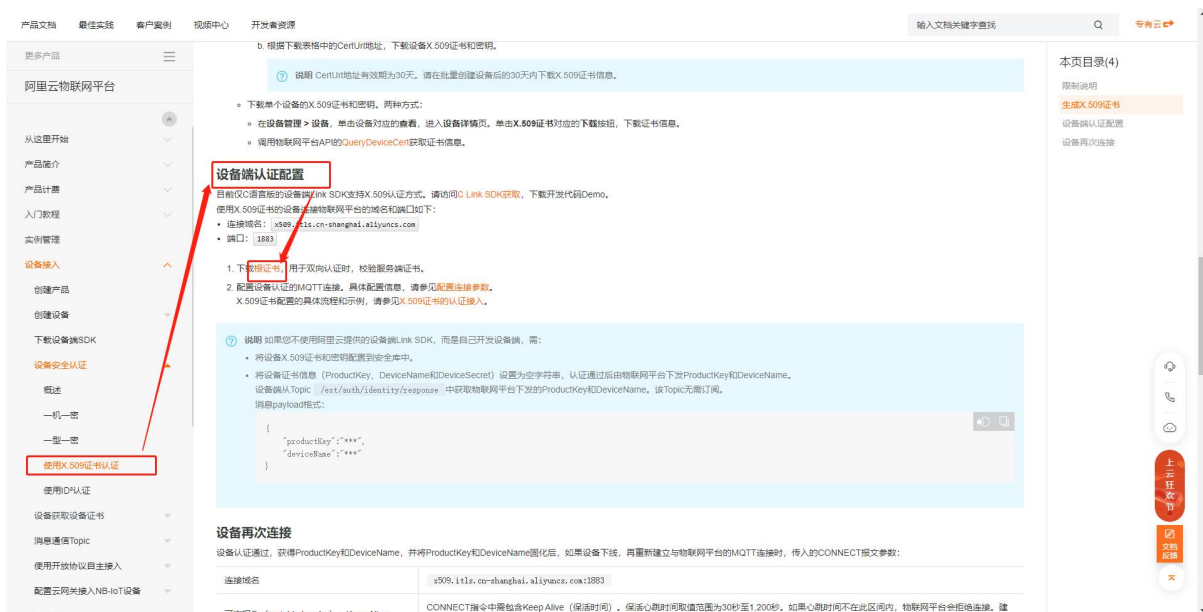 产品文档 最佳实践 客户案例 视频中心 开发者资源 输入文档关键字查找 专有云
更多产品
阿里云物联网平台
从这里开始
产品简介
产品计费
入门教程
实例管理
设备接入
创建产品
创建设备
下载设备端SDK
设备安全认证
概述
一机一密
一型一密
使用X.509证书认证
使用ID²认证
设备获取设备证书
消息通信Topic
使用开放协议自主接入
配置云网关接入NB-IoT设备
b. 根据下载表格中的CertUrl地址，下载设备X.509证书和密钥。
说明 CertUrl地址有效期为30天。请在批量创建设备后的30天内下载X.509证书信息。
下载单个设备的X.509证书和密钥。两种方式：
在设备管理 > 设备，单击设备对应的查看，进入设备详情页。单击X.509证书对应的下载按钮，下载证书信息。
调用物联网平台API的QueryDeviceCert获取证书信息。
设备端认证配置
目前仅C语言版的设备端Link SDK支持X.509认证方式。请访问C Link SDK获取，下载开发代码Demo。
使用X.509证书的设备连接物联网平台的域名和端口如下：
• 连接域名： x509.itls.cn-shanghai.aliyuncs.com
• 端口： 1883
1. 下载根证书，用于双向认证时，校验服务端证书。
2. 配置设备认证的MQTT连接。具体配置信息，请参见配置连接参数。
X.509证书配置的具体流程和示例，请参见X.509证书的认证接入。
说明 如果您不使用阿里云提供的设备端Link SDK，而是自己开发设备端，需：
• 将设备X.509证书和密钥配置到安全库中。
• 将设备证书信息（ProductKey、DeviceName和DeviceSecret）设置为空字符串，认证通过后由物联网平台下发ProductKey和DeviceName。
设备端从Topic /ext/auth/identity/response 中获取物联网平台下发的ProductKey和DeviceName。该Topic无需订阅。
消息payload格式：
{
"productKey":"***",
"deviceName":"***"
}
设备再次连接
设备认证通过，获得ProductKey和DeviceName，并将ProductKey和DeviceName固化后，如果设备下线，再重新建立与物联网平台的MQTT连接时，传入的CONNECT报文参数：
连接域名 x509.itls.cn-shanghai.aliyuncs.com:1883
CONNECT指令中需包含Keep Alive（保活时间）。保活心跳时间取值范围为30秒至1,200秒。如果心跳时间不在此区间内，物联网平台会拒绝连接。建
本页目录(4)
限制说明
生成X.509证书
设备端认证配置
设备再次连接
上云狂欢节
文档反馈